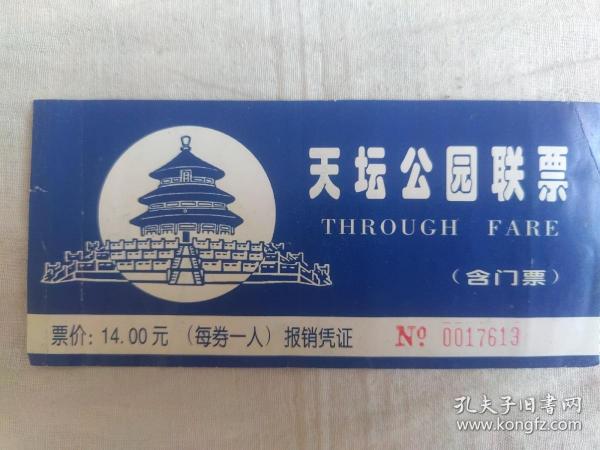 天坛公园联票
THROUGH FARE
（含门票）
票价：14.00元（每券一人）报销凭证 Nº 0017613
孔夫子旧书网
www.kongfz.com